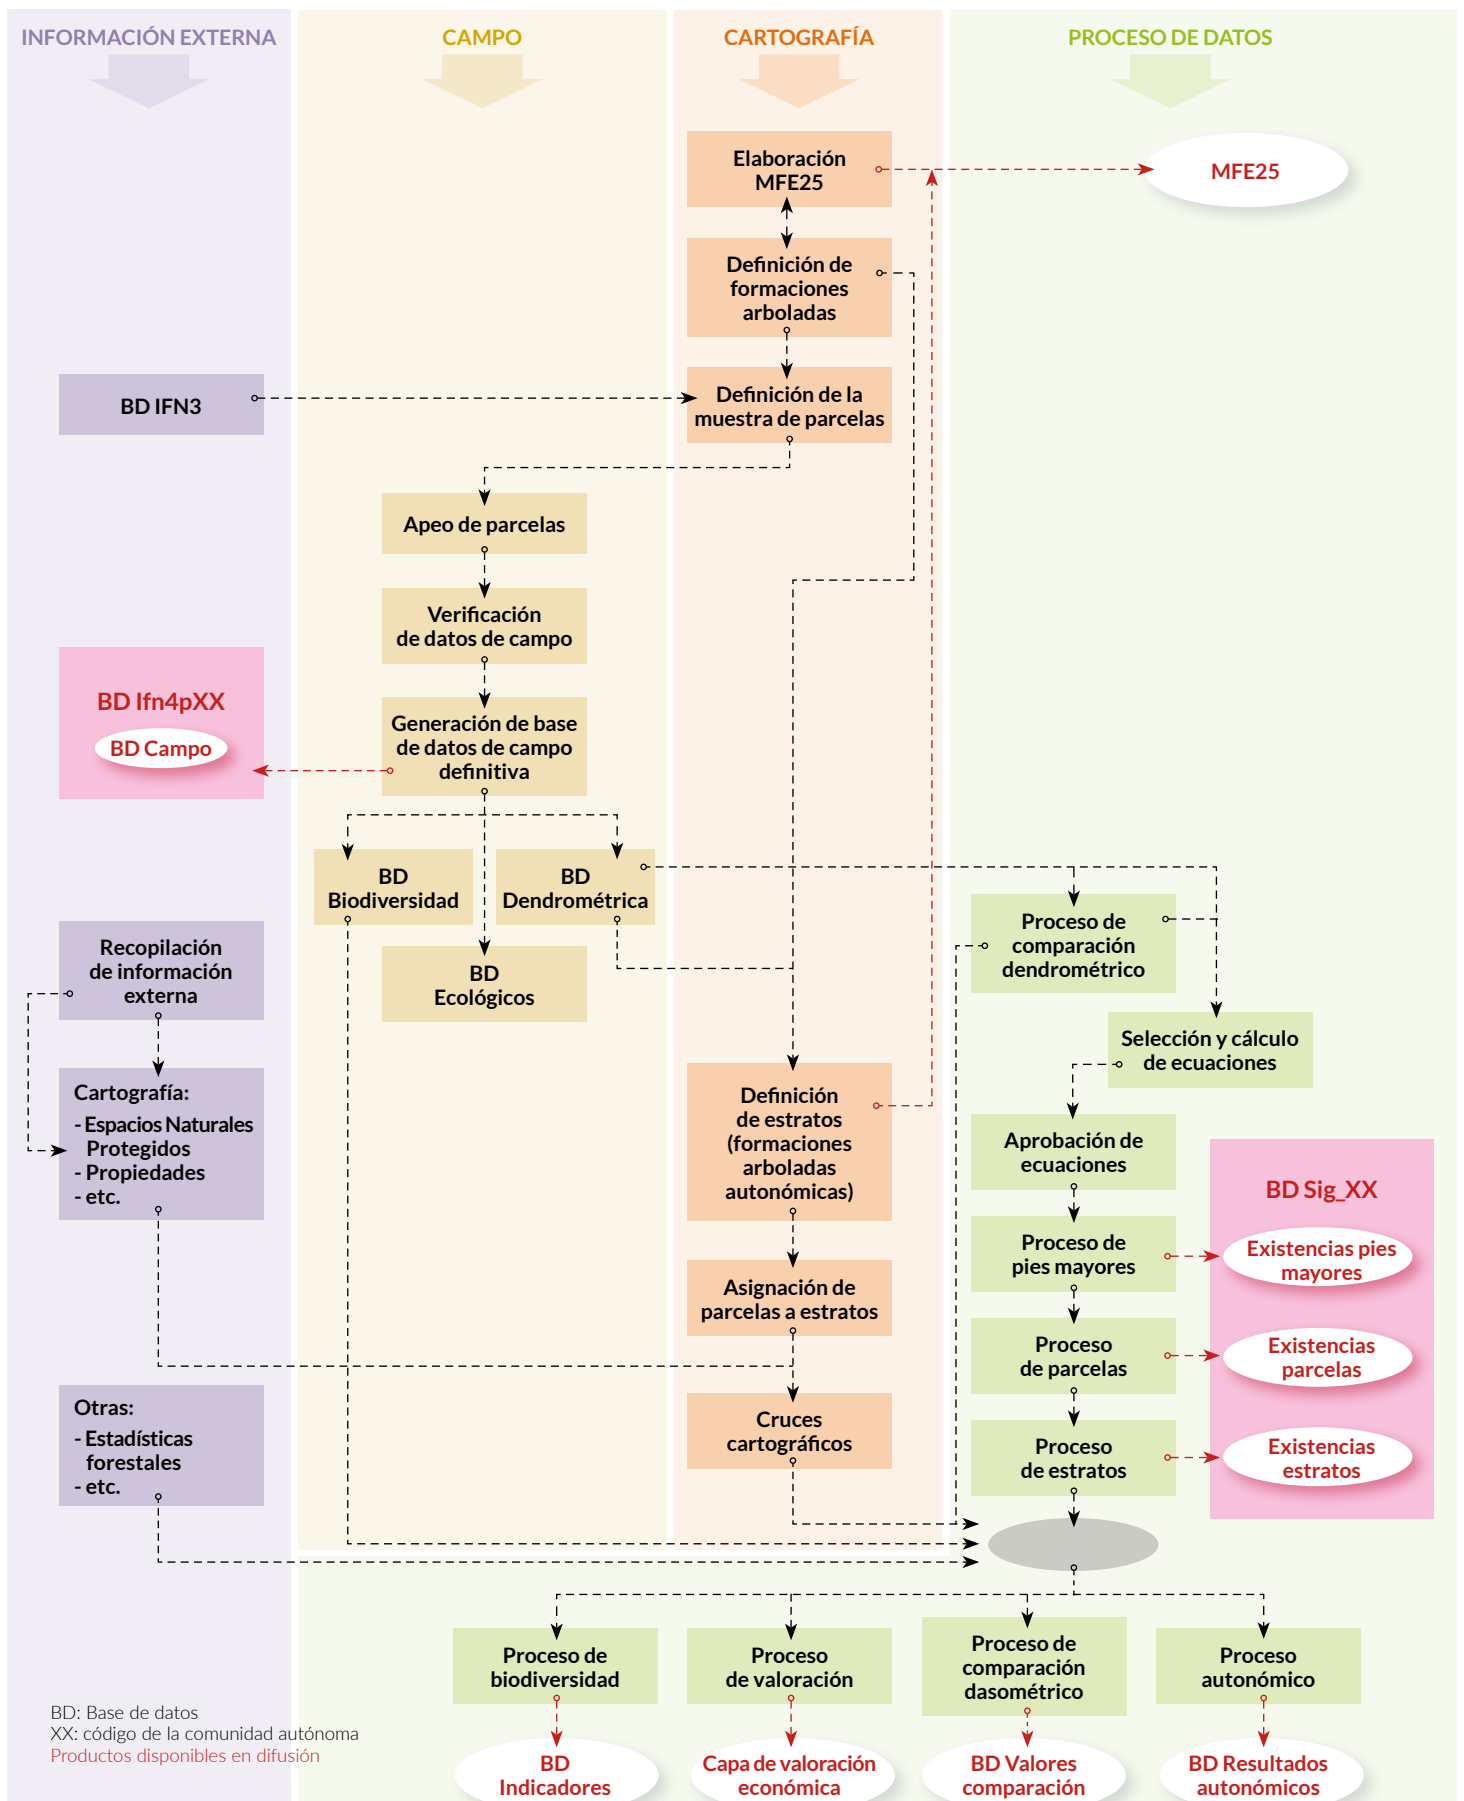 INFORMACIÓN EXTERNA
CAMPO
CARTOGRAFÍA
PROCESO DE DATOS
Elaboración
MFE25
MFE25
Definición de
formaciones
arboladas
BD IFN3
Definición de la
muestra de parcelas
Apeo de parcelas
Verificación
de datos de campo
BD Ifn4pXX
BD Campo
Generación de base
de datos de campo
definitiva
BD
Biodiversidad
BD
Dendrométrica
BD
Ecológicos
Proceso de
comparación
dendrométrico
Recopilación
de información
externa
Selección y cálculo
de ecuaciones
Cartografía:
- Espacios Naturales
Protegidos
- Propiedades
- etc.
Definición
de estratos
(formaciones
arboladas
autonómicas)
Aprobación de
ecuaciones
BD Sig_XX
Proceso de
pies mayores
Existencias pies
mayores
Asignación de
parcelas a estratos
Proceso
de parcelas
Existencias
parcelas
Otras:
- Estadísticas
forestales
- etc.
Cruces
cartográficos
Proceso
de estratos
Existencias
estratos
Proceso de
biodiversidad
Proceso
de valoración
Proceso de
comparación
dasométrico
Proceso
autonómico
BD: Base de datos
XX: código de la comunidad autónoma
Productos disponibles en difusión
BD
Indicadores
Capa de valoración
económica
BD Valores
comparación
BD Resultados
autonómicos